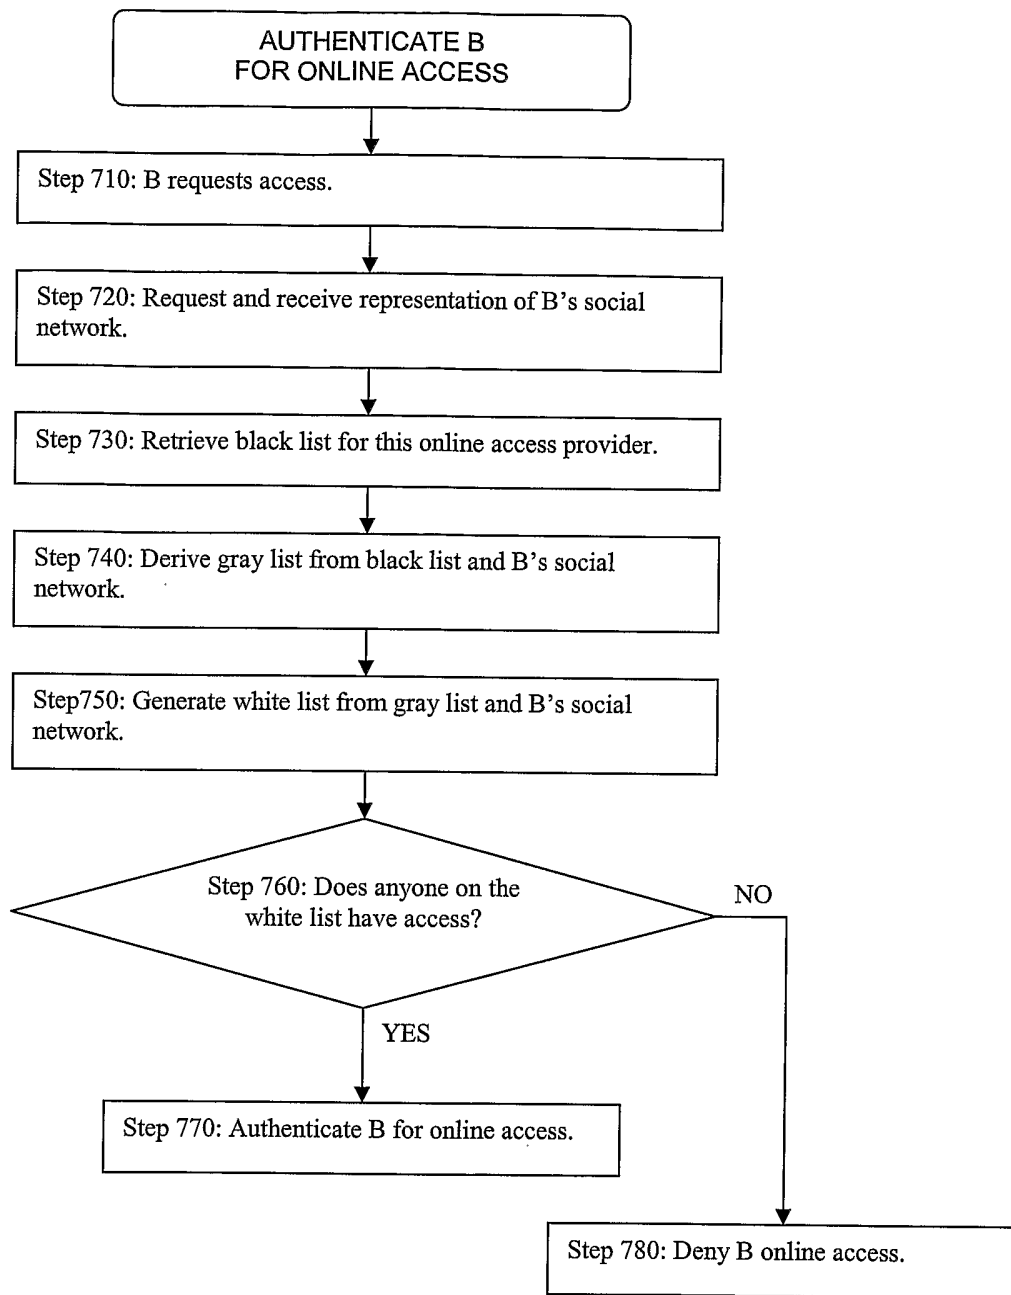 AUTHENTICATE B
FOR ONLINE ACCESS
Step 710: B requests access.
Step 720: Request and receive representation of B's social
network.
Step 730: Retrieve black list for this online access provider.
Step 740: Derive gray list from black list and B's social
network.
Step750: Generate white list from gray list and B's social
network.
Step 760: Does anyone on the
white list have access?
NO
YES
Step 770: Authenticate B for online access.
Step 780: Deny B online access.